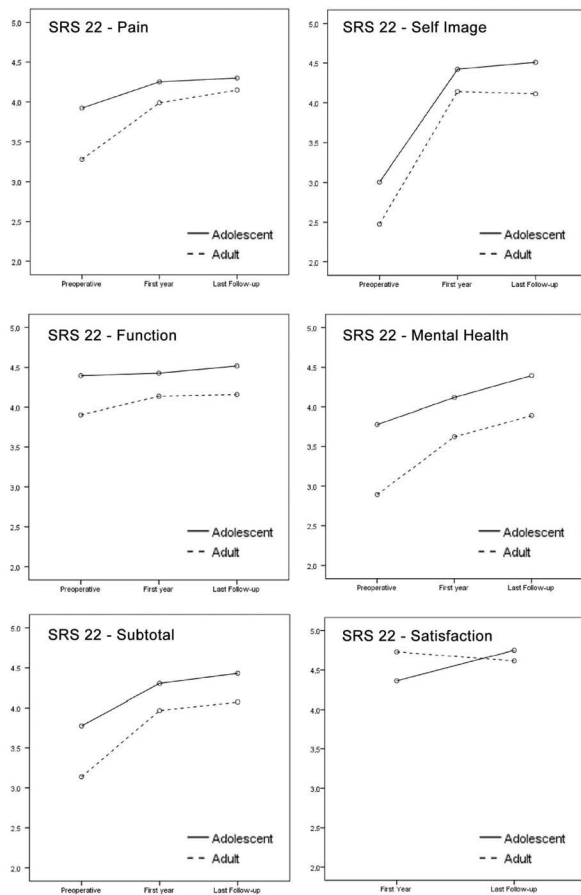 SRS 22 - Pain
5.0
4.5
4.0
3.5
3.0
2.5
2.0
Adolescent
Adult
Preoperative First year Last Follow-up
SRS 22 - Self Image
5.0
4.5
4.0
3.5
3.0
2.5
2.0
Adolescent
Adult
Preoperative First year Last Follow-up
SRS 22 - Function
5.0
4.5
4.0
3.5
3.0
2.5
2.0
Adolescent
Adult
Preoperative First year Last Follow-up
SRS 22 - Mental Health
5.0
4.5
4.0
3.5
3.0
2.5
2.0
Adolescent
Adult
Preoperative First year Last Follow-up
SRS 22 - Subtotal
5.0
4.5
4.0
3.5
3.0
2.5
2.0
Adolescent
Adult
Preoperative First year Last Follow-up
SRS 22 - Satisfaction
5.0
4.5
4.0
3.5
3.0
2.5
2.0
Adolescent
Adult
First Year Last Follow-up